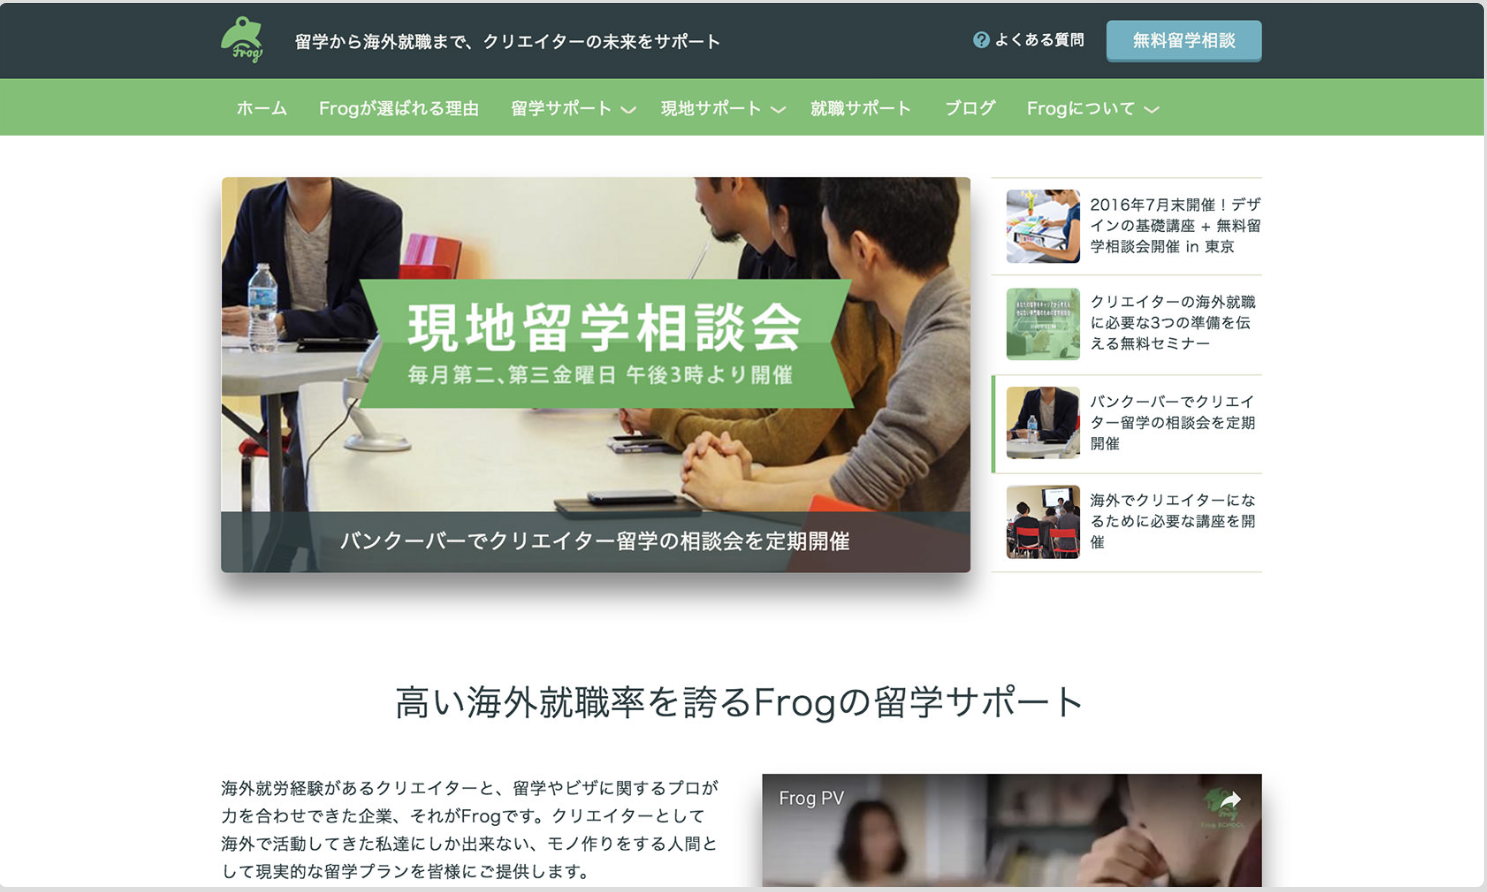 Frog
留学から海外就職まで、クリエイターの未来をサポート
? よくある質問
無料留学相談
ホーム
Frogが選ばれる理由
留学サポート
現地サポート
就職サポート
ブログ
Frogについて
現地留学相談会
毎月第二、第三金曜日 午後3時より開催
バンクーバーでクリエイター留学の相談会を定期開催
2016年7月末開催！デザ
インの基礎講座 + 無料留
学相談会開催 in 東京
クリエイターの海外就職
に必要な3つの準備を伝
える無料セミナー
バンクーバーでクリエイ
ター留学の相談会を定期
開催
海外でクリエイターにな
るために必要な講座を開
催
高い海外就職率を誇るFrogの留学サポート
海外就労経験があるクリエイターと、留学やビザに関するプロが
力を合わせできた企業、それがFrogです。クリエイターとして
海外で活動してきた私達にしか出来ない、モノ作りをする人間と
して現実的な留学プランを皆様にご提供します。
Frog PV